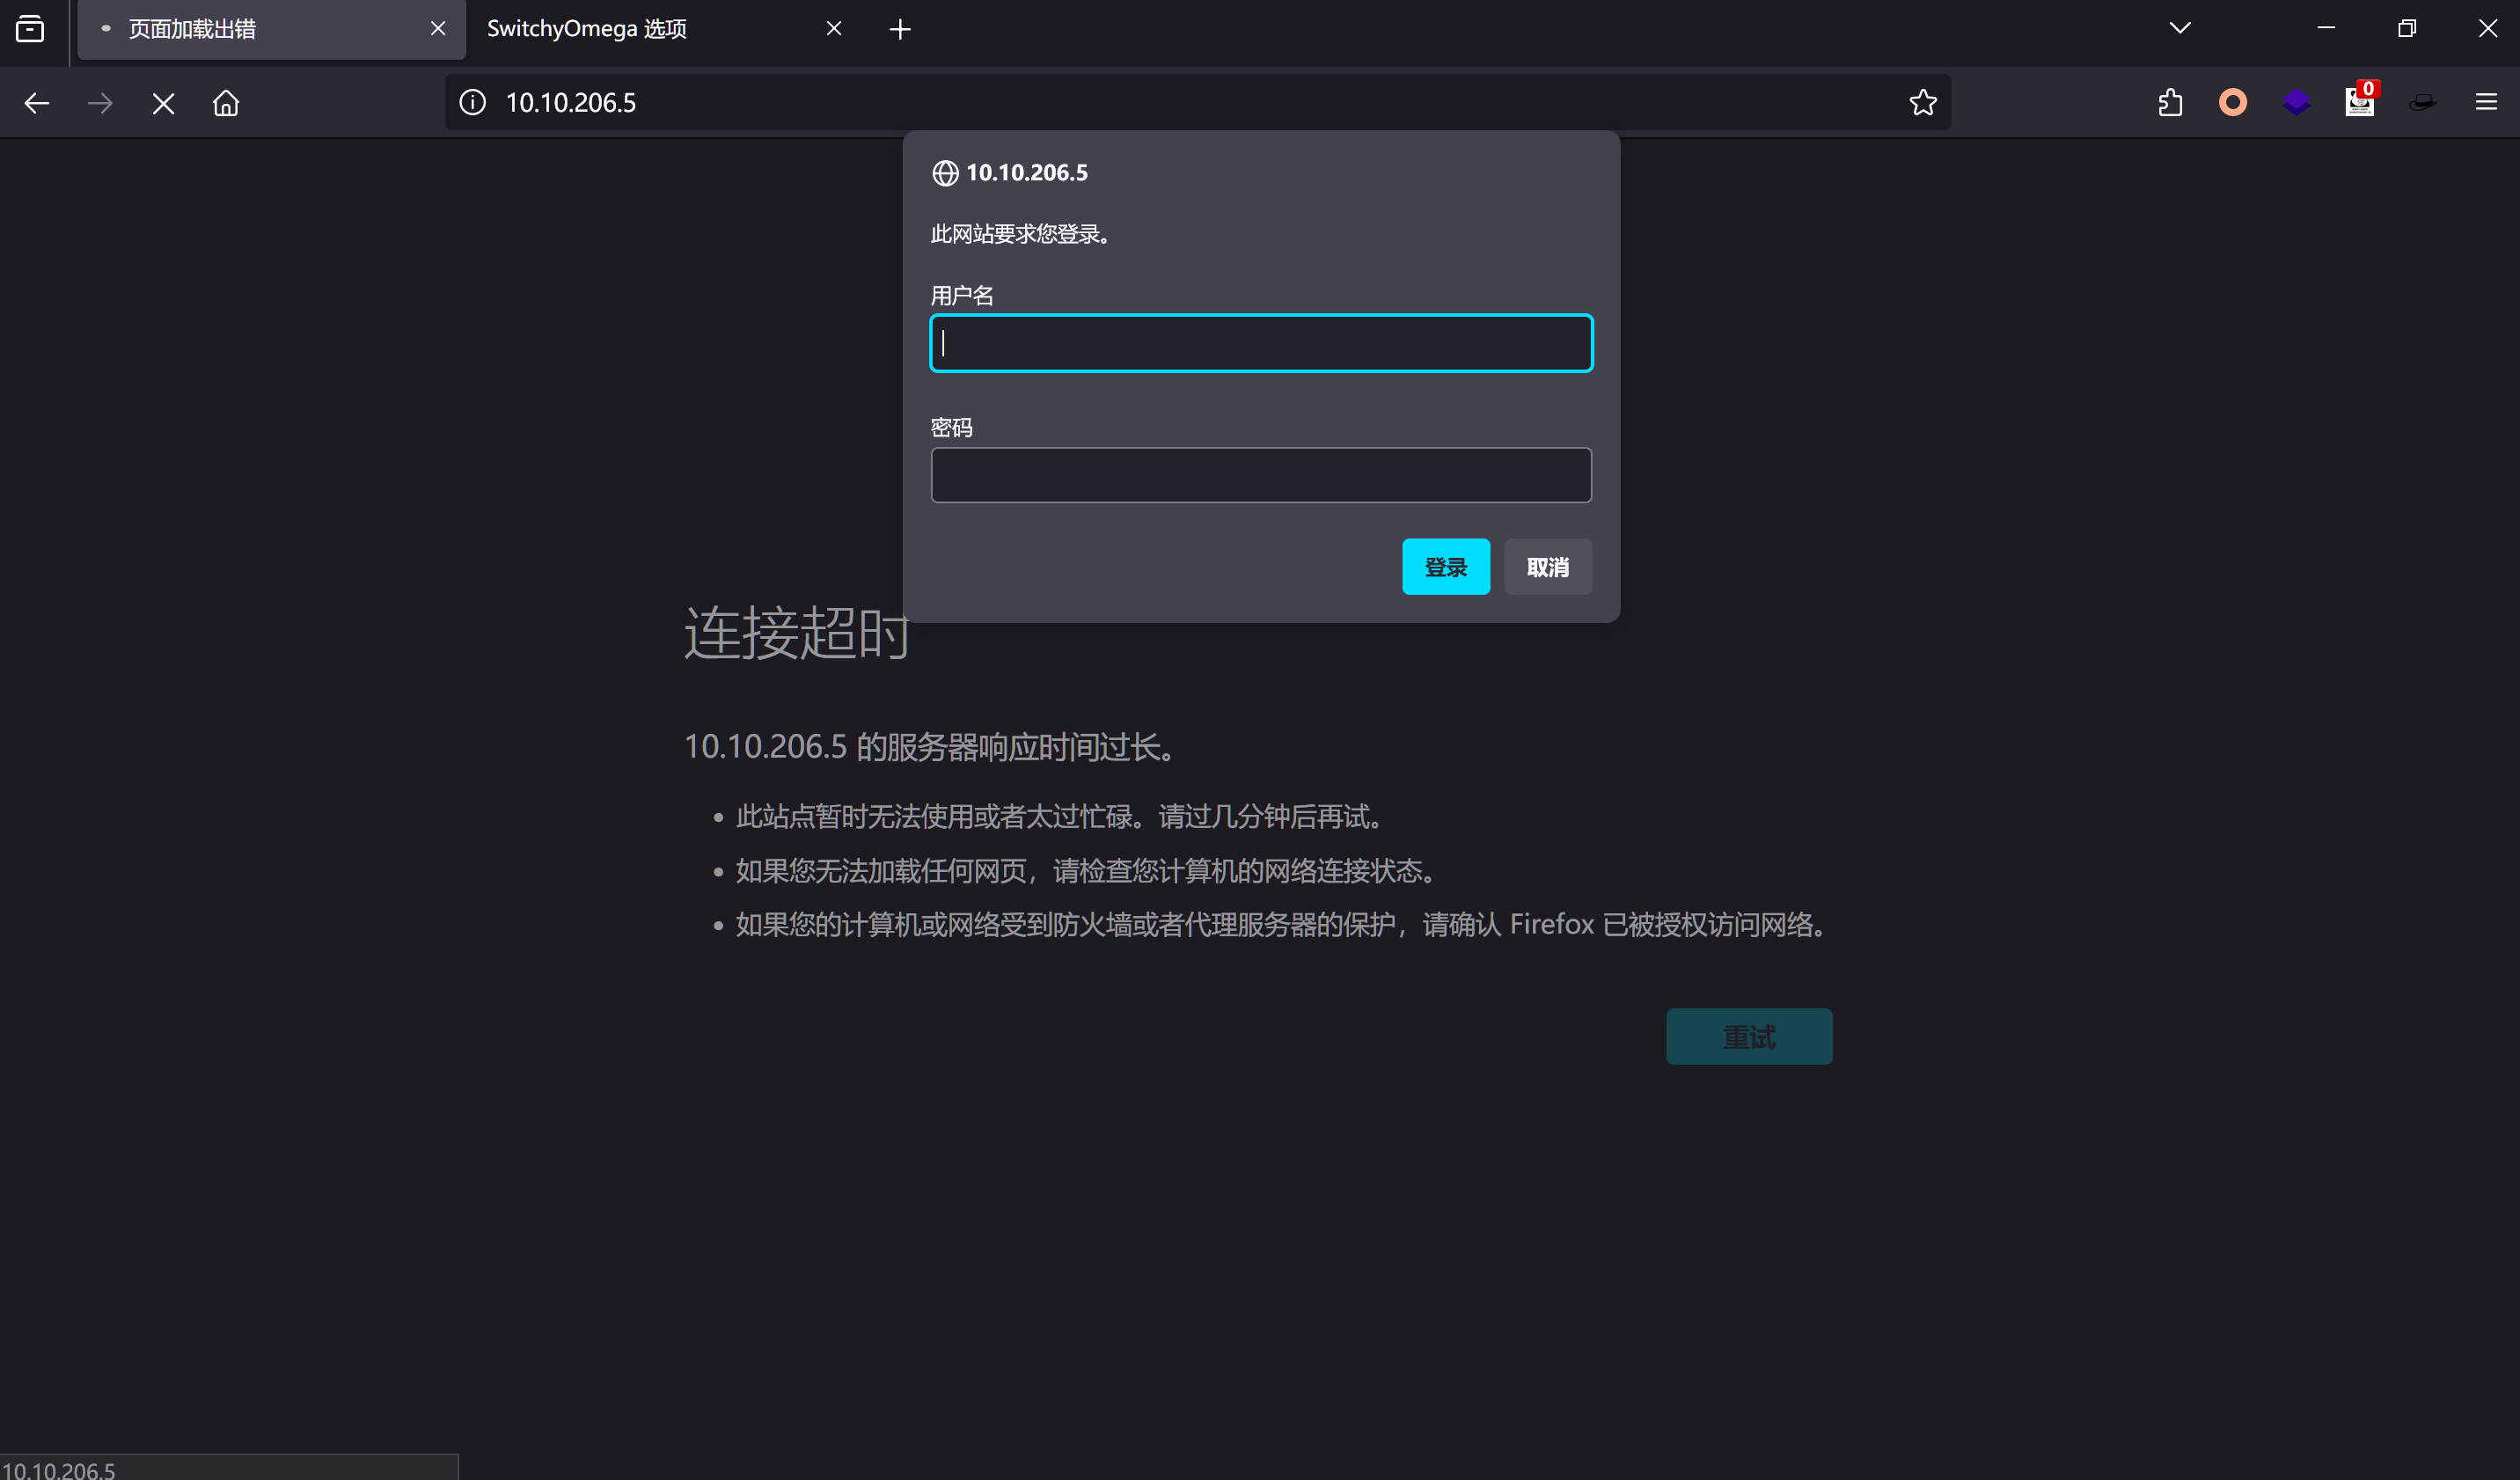 页面加载出错
SwitchyOmega 选项
10.10.206.5
0
10.10.206.5
此网站要求您登录。
用户名
密码
登录 取消
连接超时
10.10.206.5 的服务器响应时间过长。
此站点暂时无法使用或者太过忙碌。请过几分钟后再试。
如果您无法加载任何网页，请检查您计算机的网络连接状态。
如果您的计算机或网络受到防火墙或者代理服务器的保护，请确认 Firefox 已被授权访问网络。
重试
10.10.206.5